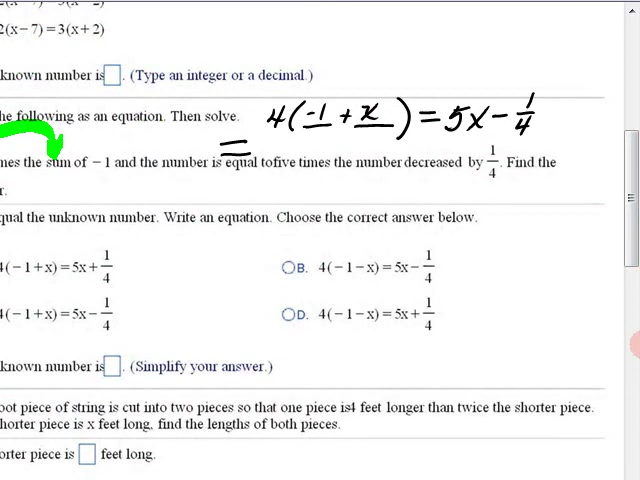 2(x − 7) = 3(x + 2)
known number is . (Type an integer or a decimal.)
he following as an equation. Then solve. 4(-1 + x) = 5x - 1/4
=
mes the sum of − 1 and the number is equal tofive times the number decreased by 1/4. Find the
r.
qual the unknown number. Write an equation. Choose the correct answer below.
4( − 1 + x) = 5x + 1/4 B. 4( − 1 − x) = 5x − 1/4
4( − 1 + x) = 5x − 1/4 D. 4( − 1 − x) = 5x + 1/4
known number is . (Simplify your answer.)
oot piece of string is cut into two pieces so that one piece is4 feet longer than twice the shorter piece.
horter piece is x feet long, find the lengths of both pieces.
orter piece is feet long.